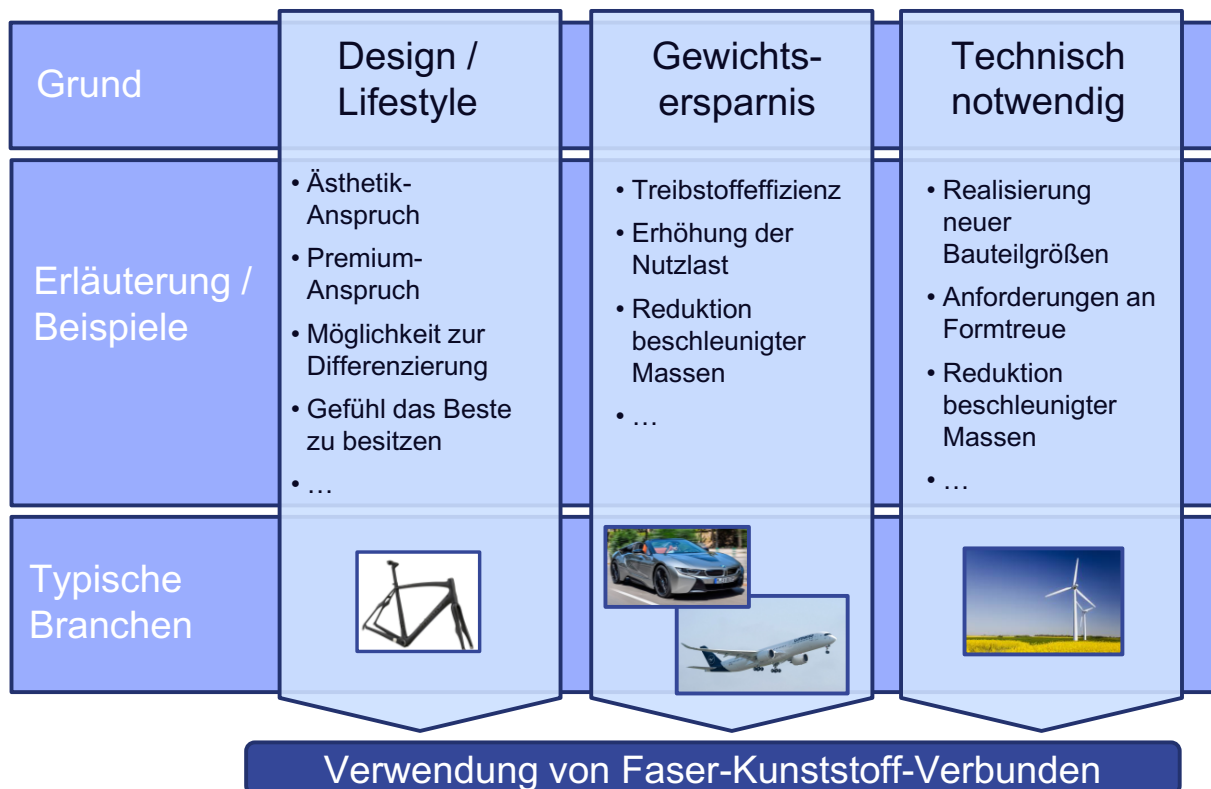 Grund
Design /
Lifestyle
Gewichts-
ersparnis
Technisch
notwendig
Erläuterung /
Beispiele
• Ästhetik-
Anspruch
• Premium-
Anspruch
• Möglichkeit zur
Differenzierung
• Gefühl das Beste
zu besitzen
• …
• Treibstoffeffizienz
• Erhöhung der
Nutzlast
• Reduktion
beschleunigter
Massen
• …
• Realisierung
neuer
Bauteilgrößen
• Anforderungen an
Formtreue
• Reduktion
beschleunigter
Massen
• …
Typische
Branchen
Verwendung von Faser-Kunststoff-Verbunden